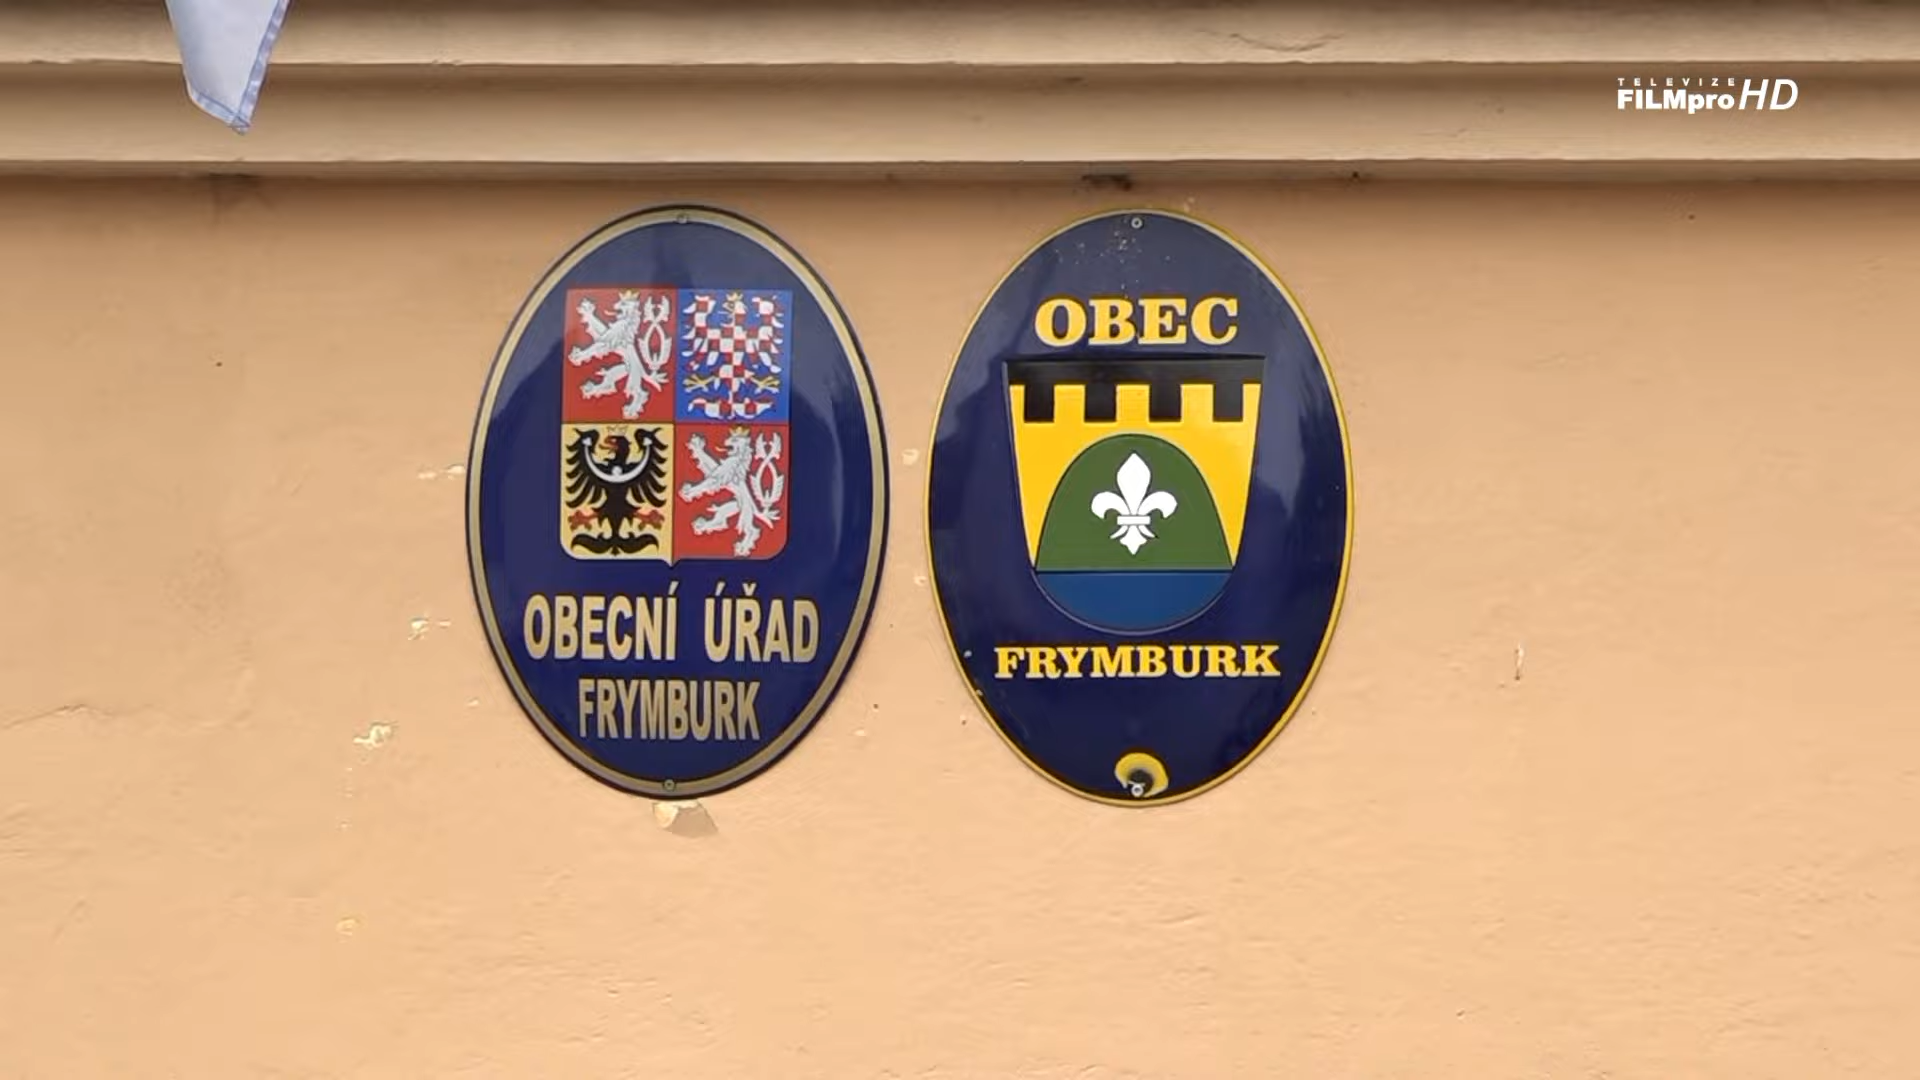 TELEVIZE
FILMpro HD
OBECNÍ ÚŘAD
FRYMBURK
OBEC
FRYMBURK